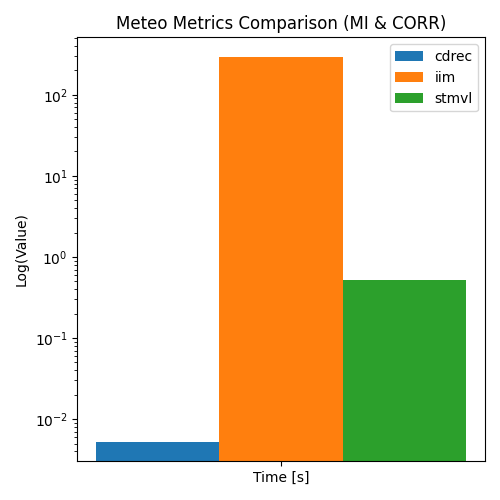 Meteo Metrics Comparison (MI & CORR)
cdrec
iim
stmvl
Log(Value)
10²
10¹
10⁰
10⁻¹
10⁻²
Time [s]